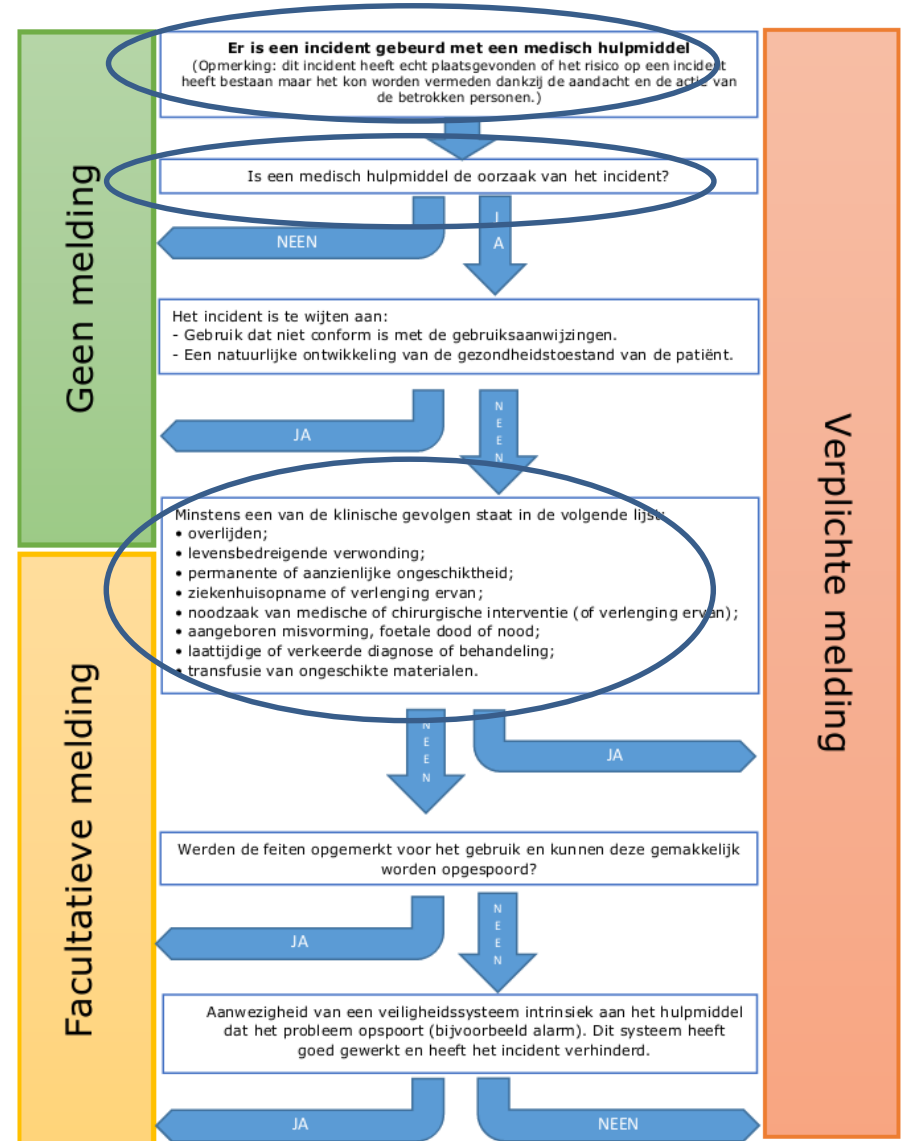 Er is een incident gebeurd met een medisch hulpmiddel
(Opmerking: dit incident heeft echt plaatsgevonden of het risico op een incident
heeft bestaan maar het kon worden vermeden dankzij de aandacht en de actie van
de betrokken personen.)
Is een medisch hulpmiddel de oorzaak van het incident?
NEEN
JA
Het incident is te wijten aan:
- Gebruik dat niet conform is met de gebruiksaanwijzingen.
- Een natuurlijke ontwikkeling van de gezondheidstoestand van de patiënt.
JA
NEEN
Geen melding
Minstens een van de klinische gevolgen staat in de volgende lijst:
• overlijden;
• levensbedreigende verwonding;
• permanente of aanzienlijke ongeschiktheid;
• ziekenhuisopname of verlenging ervan;
• noodzaak van medische of chirurgische interventie (of verlenging ervan);
• aangeboren misvorming, foetale dood of nood;
• laattijdige of verkeerde diagnose of behandeling;
• transfusie van ongeschikte materialen.
NEEN
JA
Verplichte melding
Werden de feiten opgemerkt voor het gebruik en kunnen deze gemakkelijk
worden opgespoord?
JA
NEEN
Facultatieve melding
Aanwezigheid van een veiligheidssysteem intrinsiek aan het hulpmiddel
dat het probleem opspoort (bijvoorbeeld alarm). Dit systeem heeft
goed gewerkt en heeft het incident verhinderd.
JA
NEEN